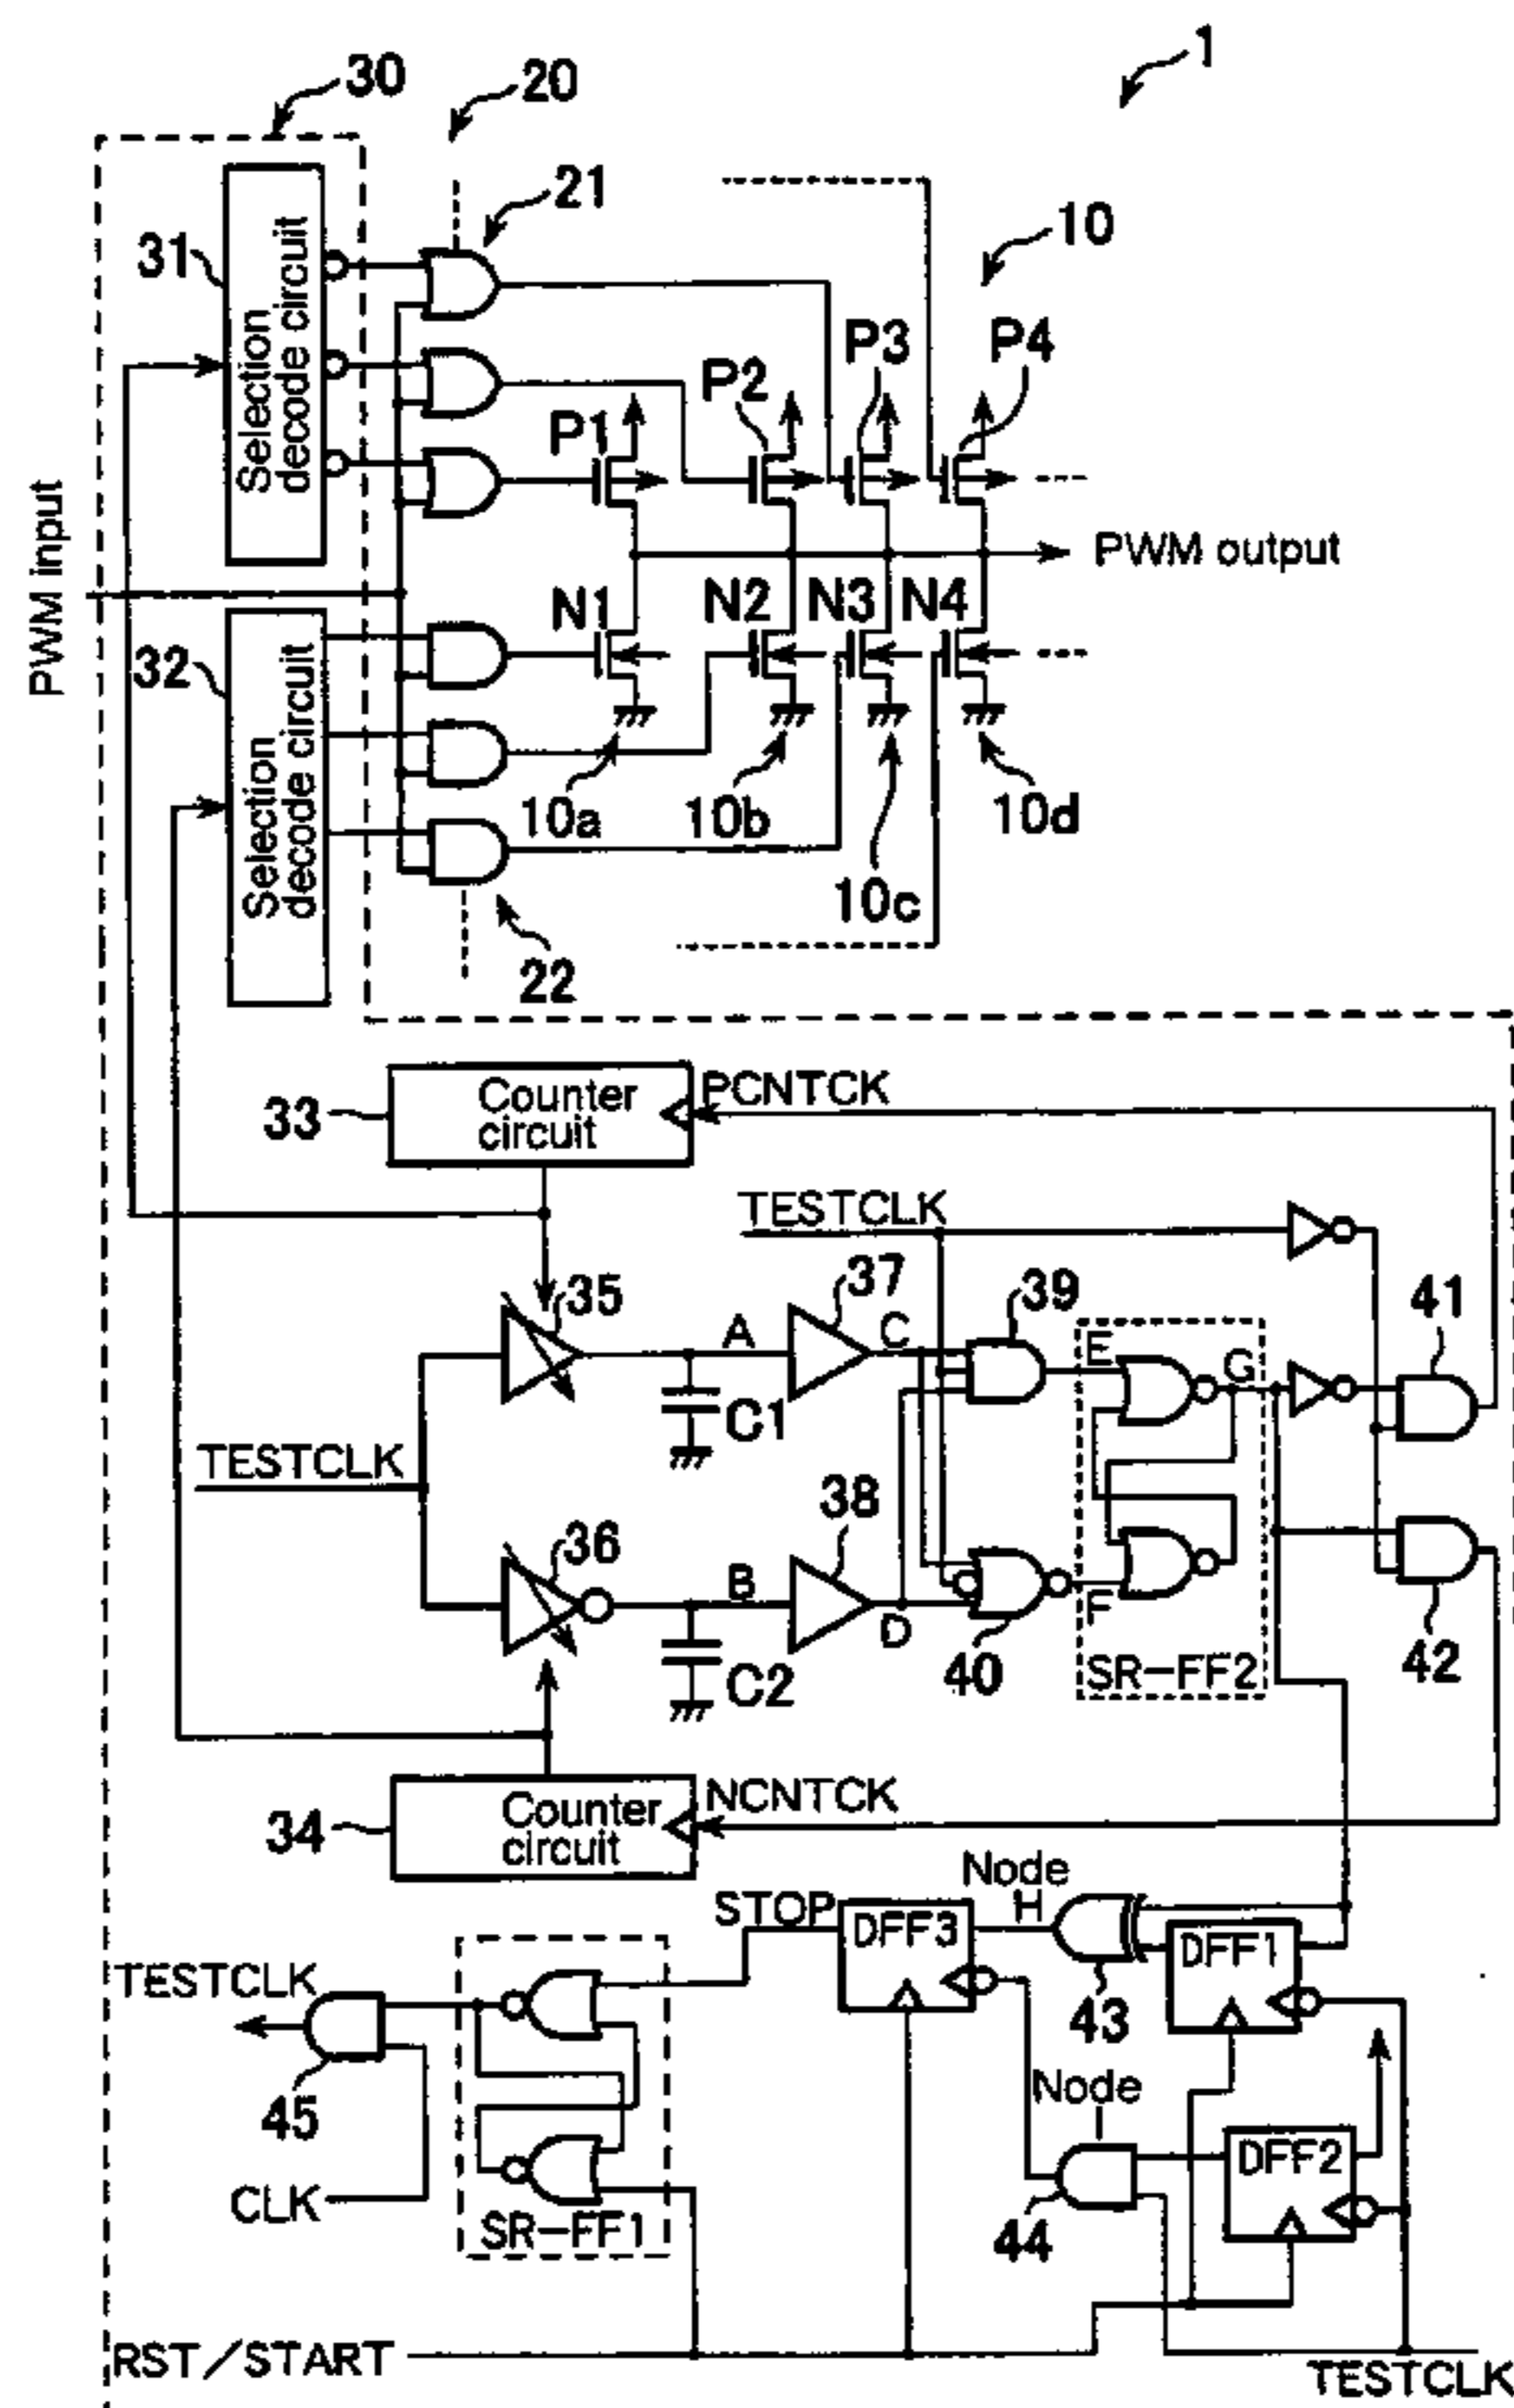 1
30
20
21
10
31
Selection
decode circuit
P1
P2
P3
P4
PWM input
PWM output
N1
N2
N3
N4
32
Selection
decode circuit
10a
10b
10c
10d
22
33
Counter
circuit
PCNTCK
TESTCLK
35
37
39
41
A
C
E
G
C1
TESTCLK
36
38
B
D
F
C2
40
SR-FF2
42
34
Counter
circuit
NCNTCK
Node
H
STOP
DFF3
DFF1
TESTCLK
43
45
Node
DFF2
CLK
SR-FF1
44
RST/START
TESTCLK